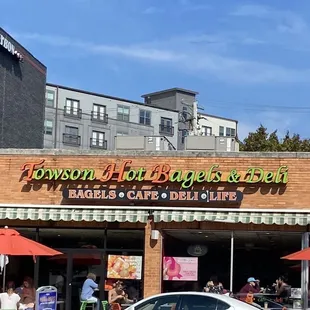 Towson Hot Bagels & Deli
BAGELS • CAFE • DELI • LIFE